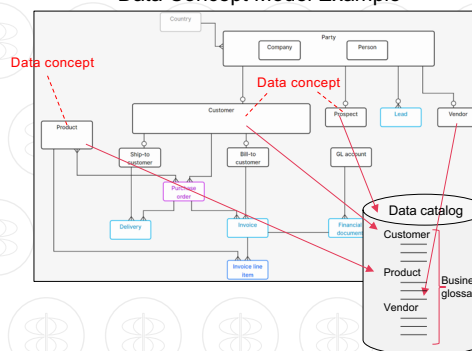 Data Concept Model Example
Country
Party
Company
Person
Data concept
Data concept
Customer
Prospect
Lead
Vendor
Product
Ship-to
customer
Bill-to
customer
GL account
Purchase
order
Delivery
Invoice
Financial
document
Invoice line
item
Data catalog
Customer
Product
Vendor
Busine
glossa